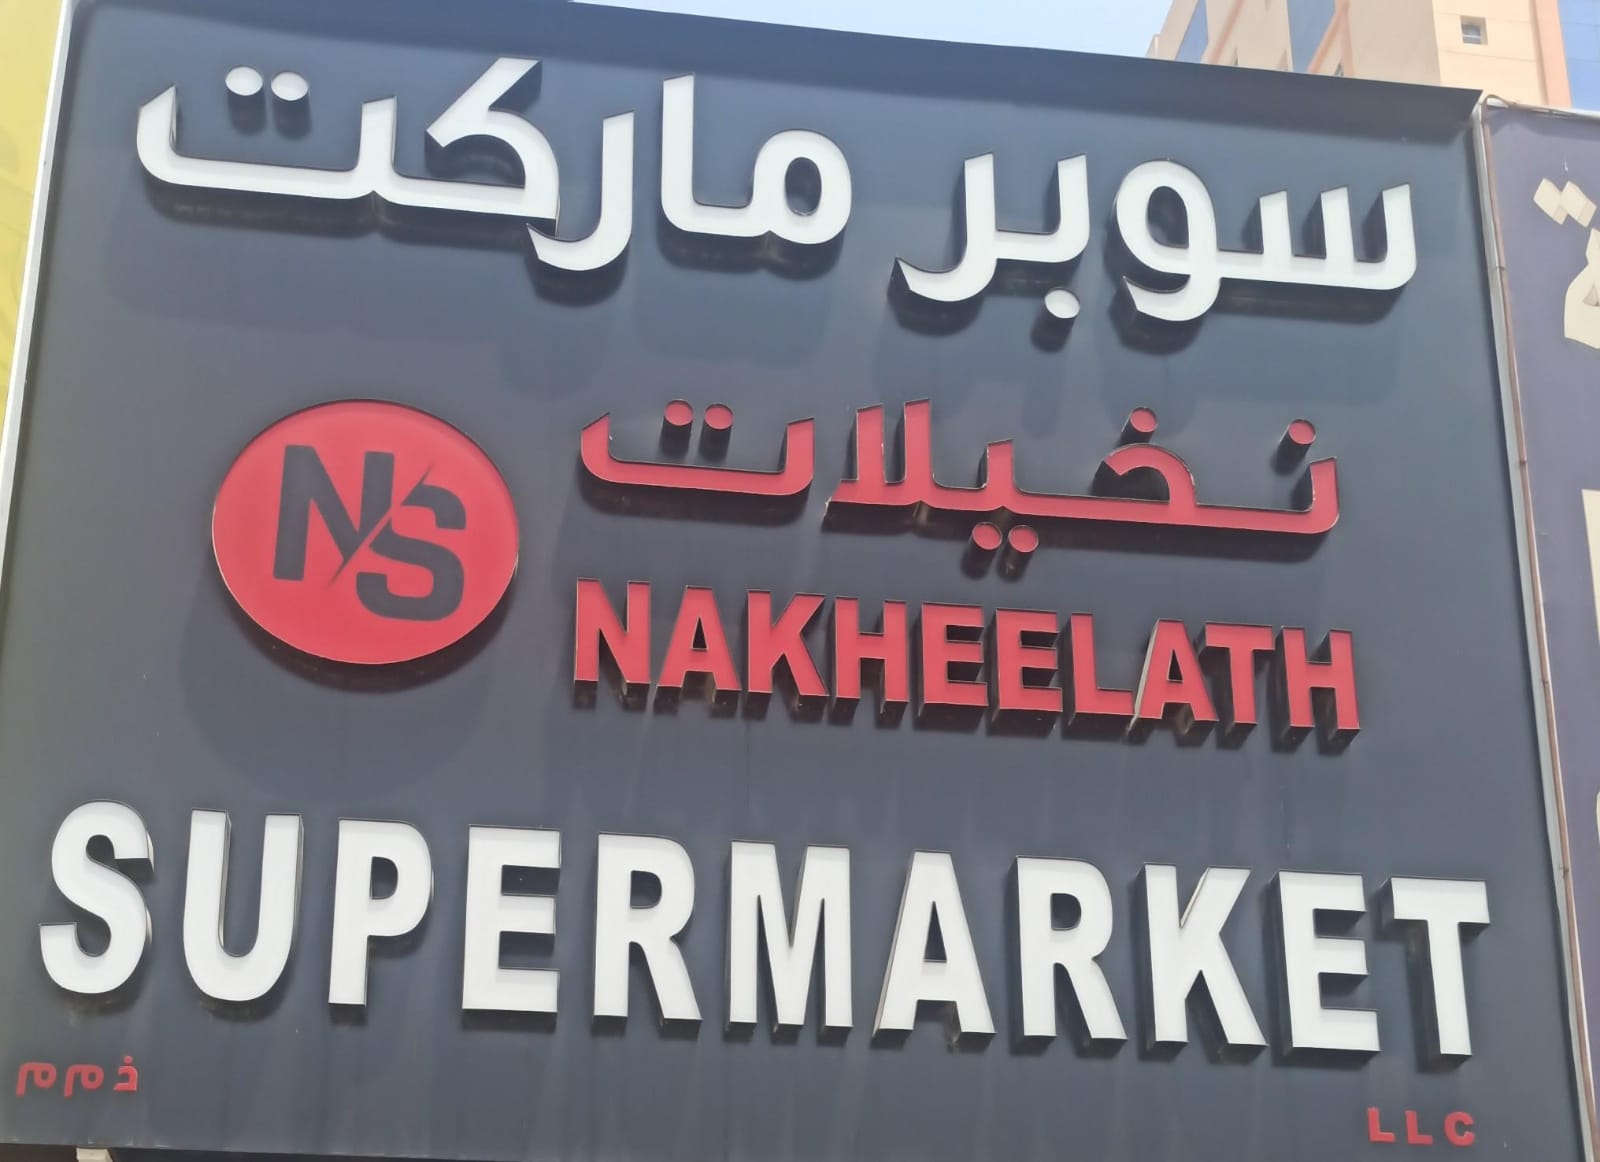 سوبر ماركت
نخيلات
NS
NAKHEELATH
SUPERMARKET
ذ م م
LLC